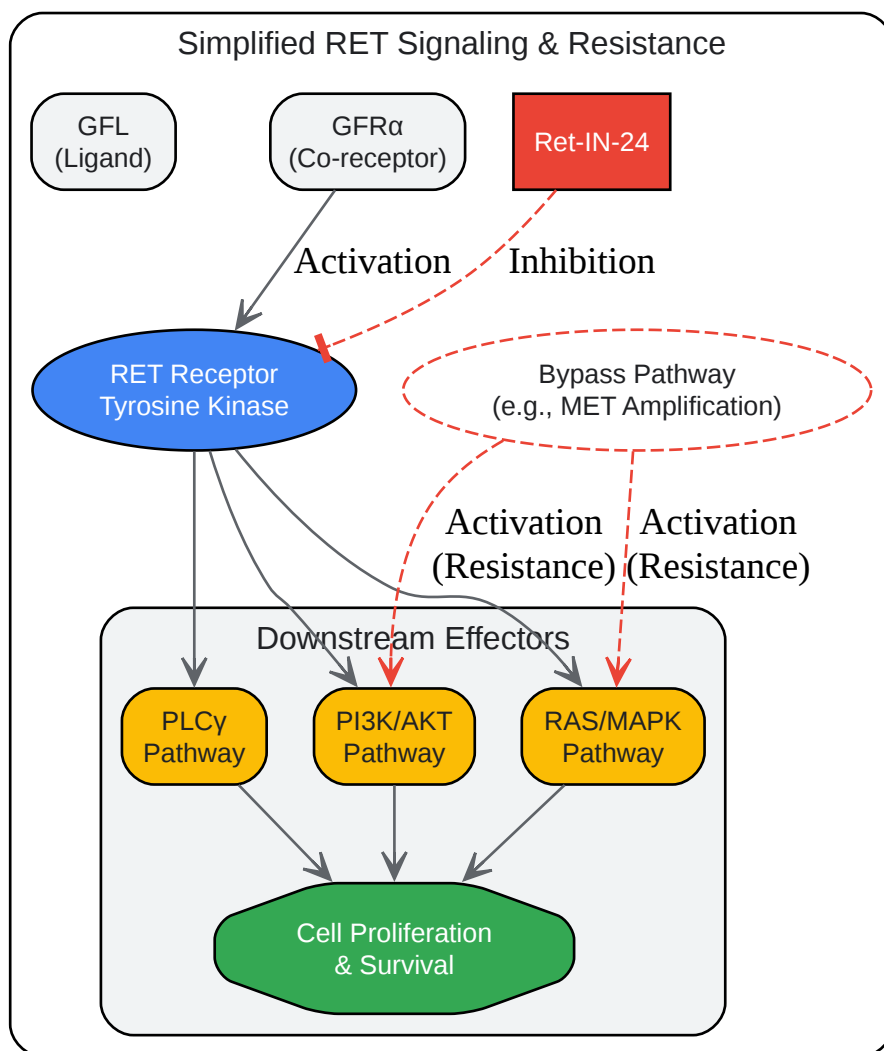 Simplified RET Signaling & Resistance
GFL
(Ligand)
GFRα
(Co-receptor)
Ret-IN-24
Activation
Inhibition
RET Receptor
Tyrosine Kinase
Bypass Pathway
(e.g., MET Amplification)
Activation
(Resistance)
Activation
(Resistance)
Downstream Effectors
PLCγ
Pathway
PI3K/AKT
Pathway
RAS/MAPK
Pathway
Cell Proliferation
& Survival